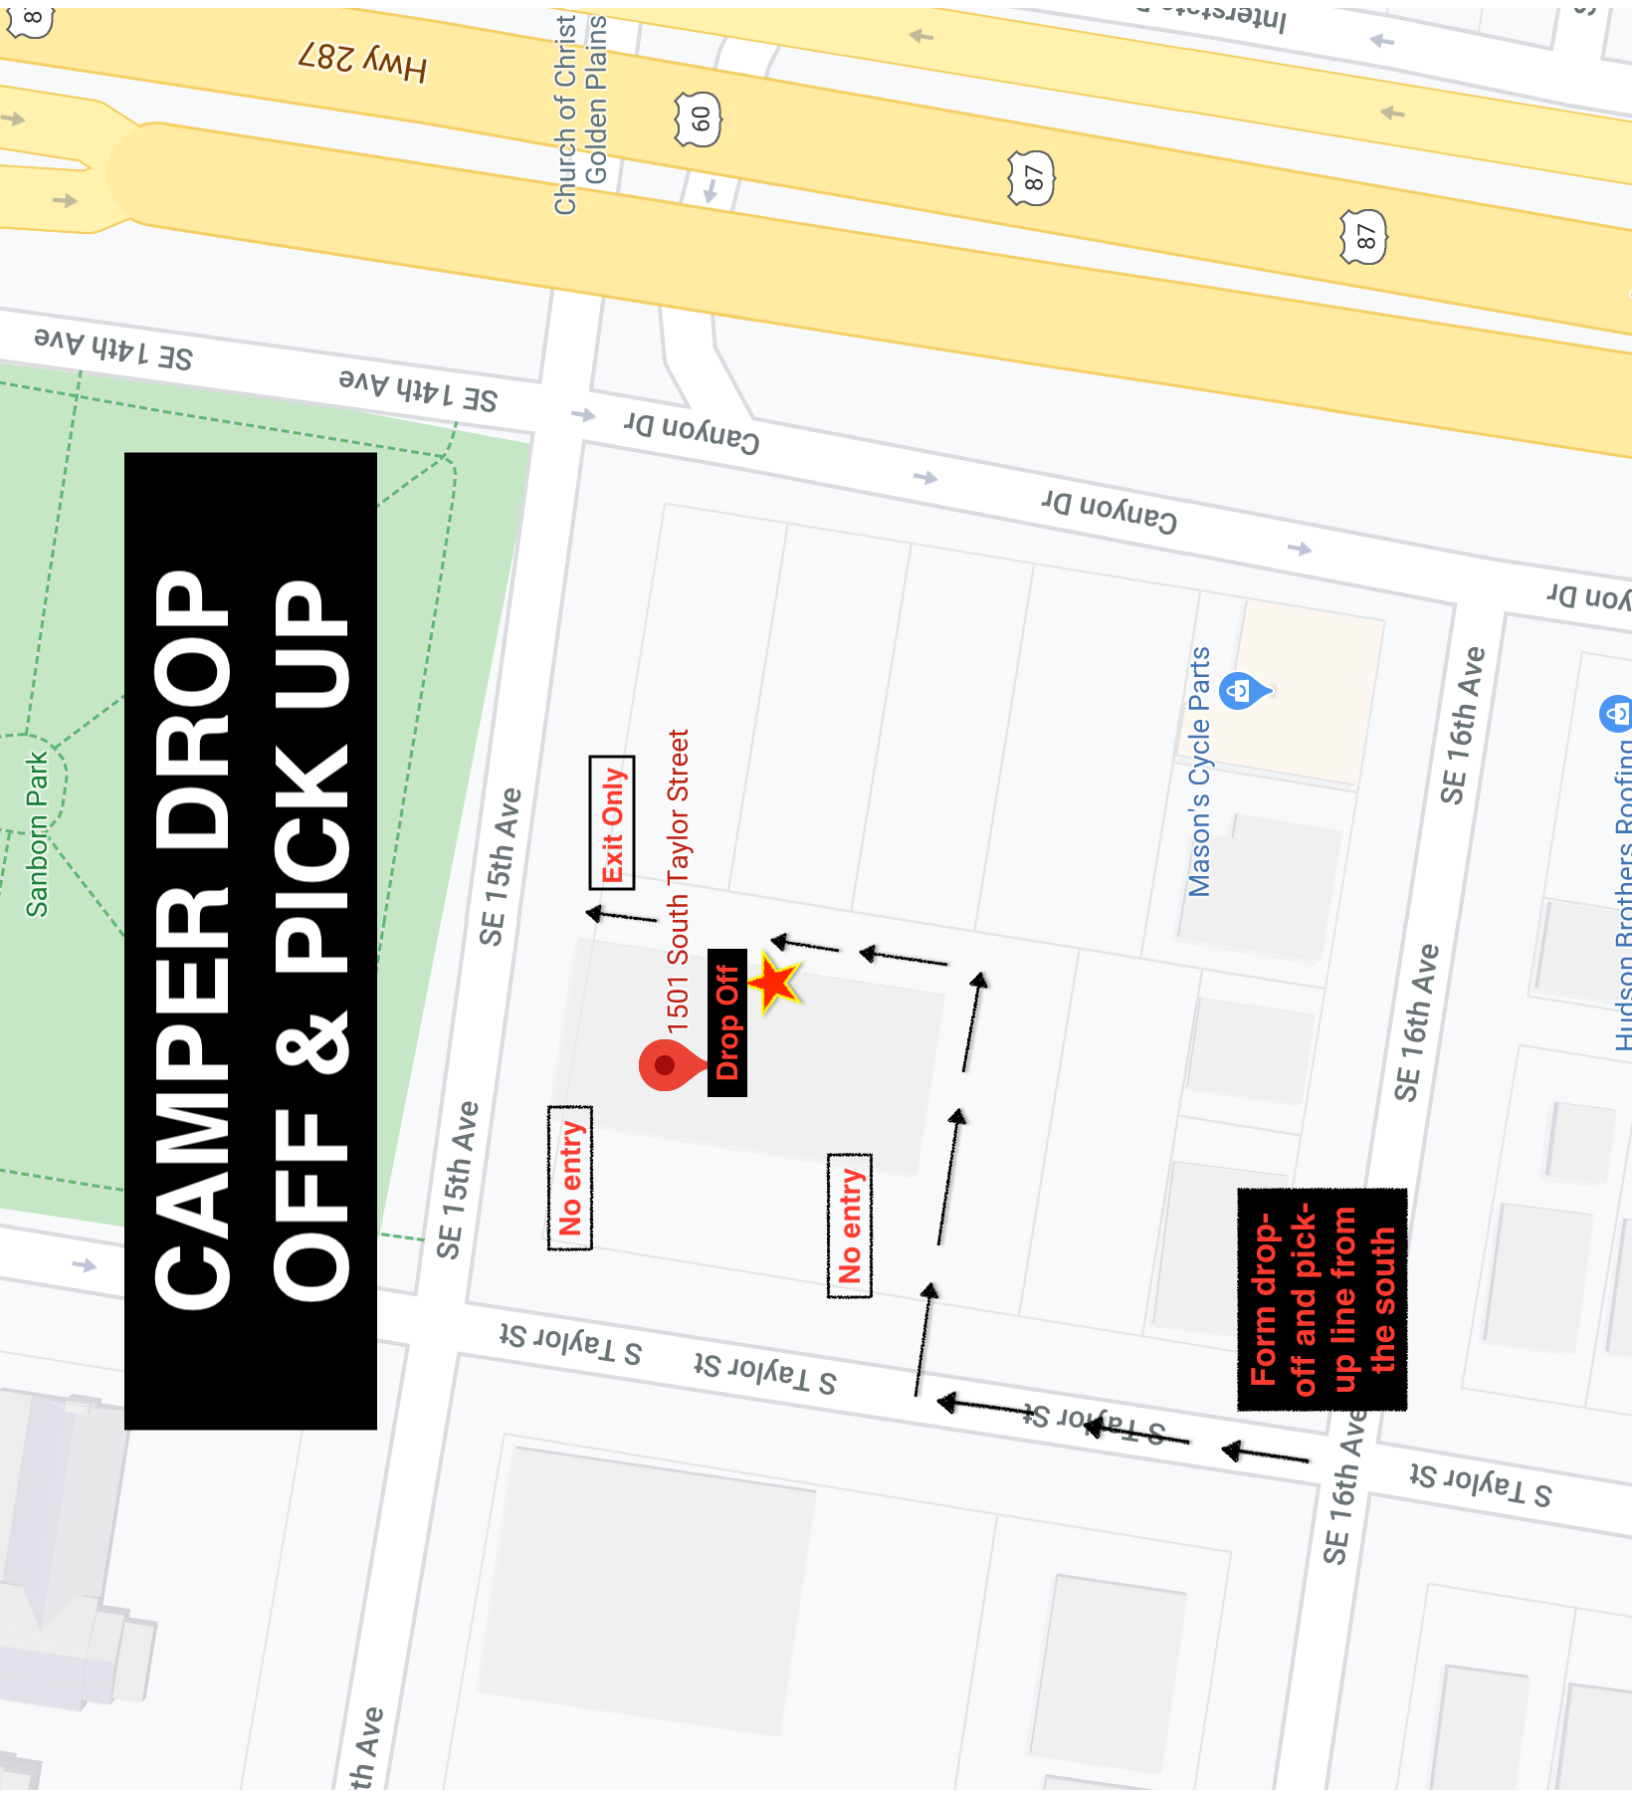 CAMPER DROP
OFF & PICK UP
Sanborn Park
Hwy 287
Golden Plains
Church of Christ
60
87
87
SE 14th Ave
SE 14th Ave
Canyon Dr
Canyon Dr
SE 15th Ave
SE 15th Ave
Exit Only
1501 South Taylor Street
Drop Off
No entry
No entry
Mason's Cycle Parts
SE 16th Ave
SE 16th Ave
SE 16th Ave
Hudson Brothers Roofing
Form drop-
off and pick-
up line from
the south
S Taylor St
S Taylor St
S Taylor St
S Taylor St
Interstate
th Ave
yon Dr
8